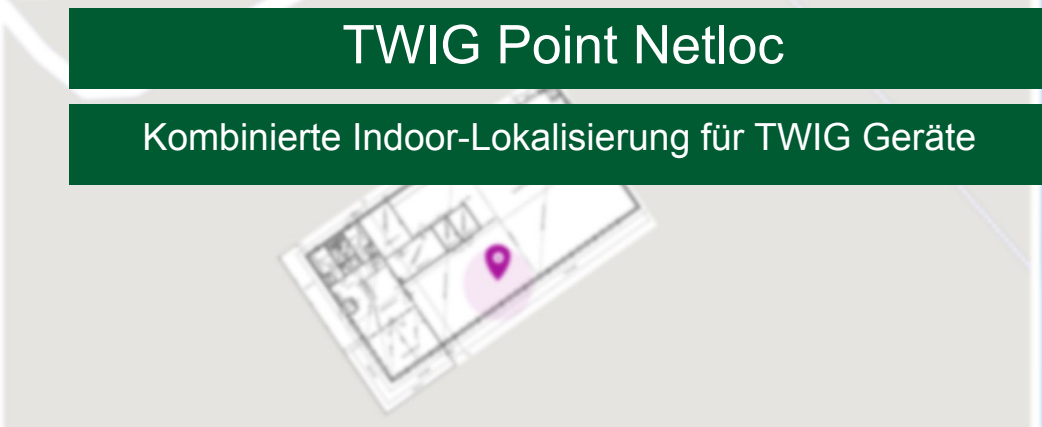 TWIG Point Netloc
Kombinierte Indoor-Lokalisierung für TWIG Geräte